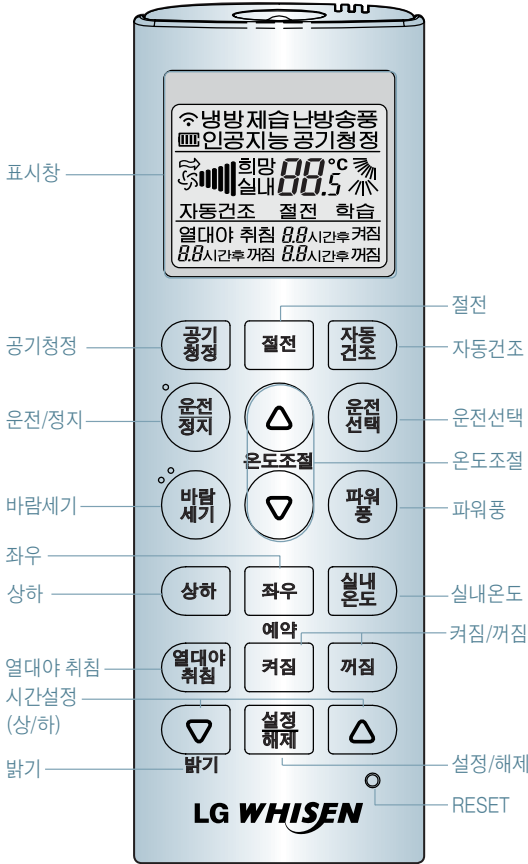 냉방 제습 난방 송풍
인공지능 공기청정
희망
실내 88.5 °C
자동건조 절전 학습
열대야 취침 8.8시간후 켜짐
8.8시간후 꺼짐 8.8시간후 꺼짐
표시창
절전
공기청정
공기
청정
절전
자동
건조
자동건조
운전/정지
운전
정지
운전
선택
운전선택
온도조절
온도조절
바람세기
바람
세기
파워
풍
파워풍
좌우
상하
상하
좌우
실내
온도
실내온도
예약
켜짐/꺼짐
열대야 취침
열대야
취침
켜짐
꺼짐
시간설정
(상/하)
설정
해제
밝기
밝기
설정/해제
RESET
LG WHISEN